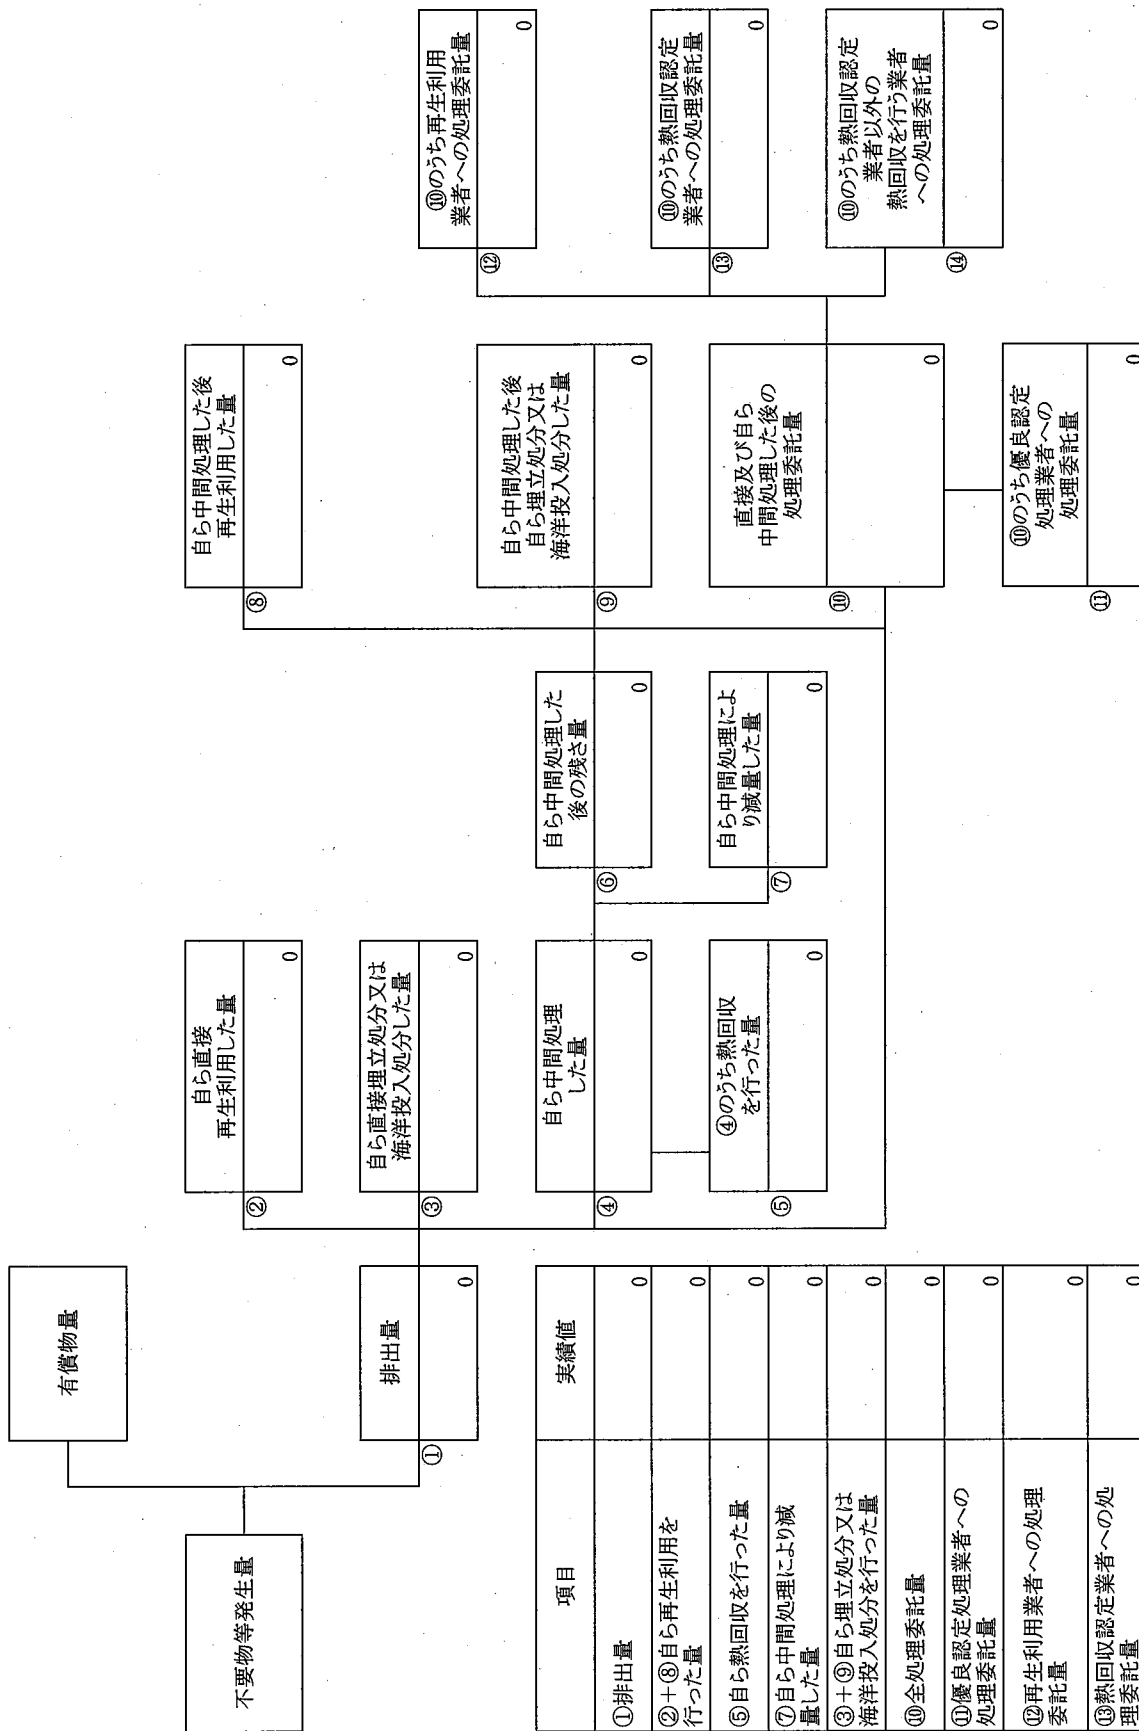 不要物等発生量
有償物量
排出量
①
0
②
自ら直接
再生利用した量
0
③
自ら直接埋立処分又は
海洋投入処分した量
0
④
自ら中間処理
した量
0
⑤
④のうち熱回収
を行った量
0
⑥
自ら中間処理した
後の残さ量
0
⑦
自ら中間処理によ
り減量した量
0
⑧
自ら中間処理した後
再生利用した量
0
⑨
自ら中間処理した後
自ら埋立処分又は
海洋投入処分した量
0
⑩
直接及び自ら
中間処理した後の
処理委託量
0
⑪
⑩のうち優良認定
処理業者への
処理委託量
0
⑫
⑩のうち再生利用
業者への処理委託量
0
⑬
⑩のうち熱回収認定
業者への処理委託量
0
⑭
⑩のうち熱回収認定
業者以外の
熱回収を行う業者
への処理委託量
0
項目 実績値
①排出量 0
②+⑧自ら再生利用を
行った量 0
⑤自ら熱回収を行った量 0
⑦自ら中間処理により減
量した量 0
③+⑨自ら埋立処分又は
海洋投入処分を行った量 0
⑩全処理委託量 0
⑪優良認定処理業者への
処理委託量 0
⑫再生利用業者への処理
委託量 0
⑬熱回収認定業者への処
理委託量 0